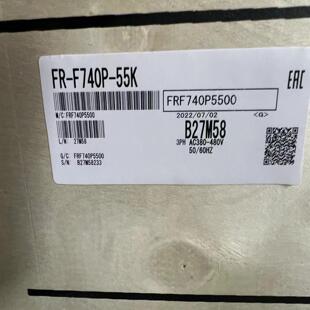 FR-F740P-55K
EAC
M/C:FRF740P5500
FRF740P5500
L/N: 27M58
2022/07/02 <G>
B27M58
3PH AC380-480V
50/60HZ
G/C: FRF740P5500
S/N: B27M58233